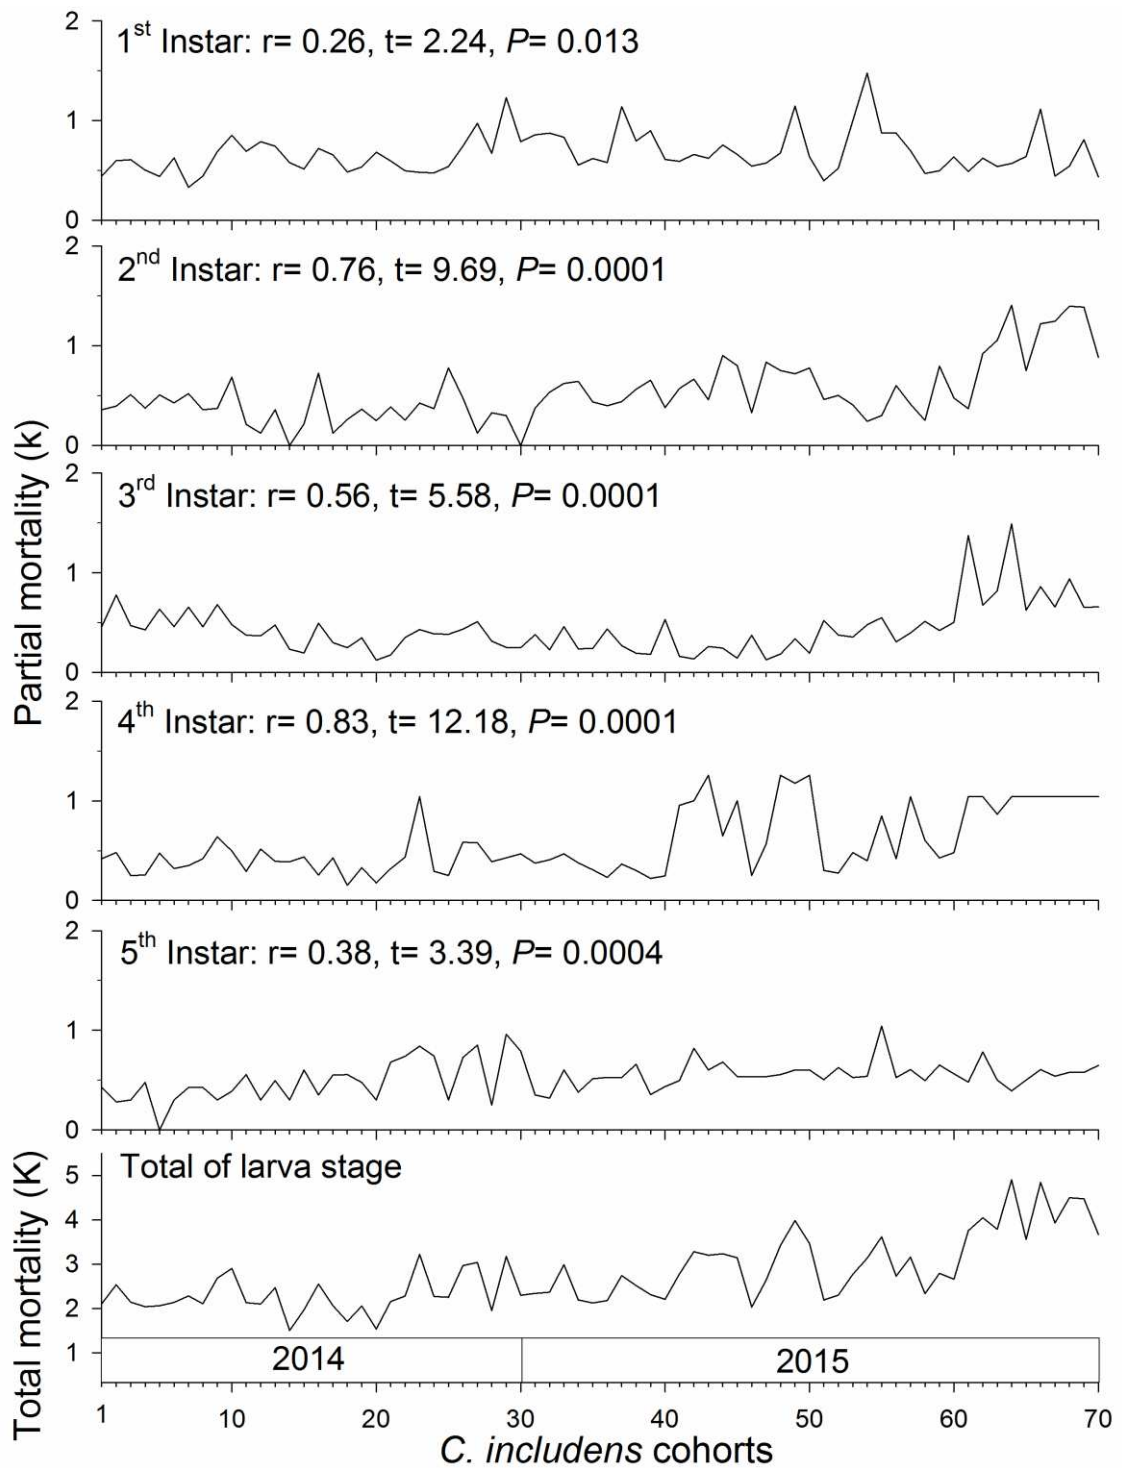 2
1st Instar: r= 0.26, t= 2.24, P= 0.013
1
0
2
2nd Instar: r= 0.76, t= 9.69, P= 0.0001
1
0
2
3rd Instar: r= 0.56, t= 5.58, P= 0.0001
1
0
Partial mortality (k)
2
4th Instar: r= 0.83, t= 12.18, P= 0.0001
1
0
2
5th Instar: r= 0.38, t= 3.39, P= 0.0004
1
0
Total mortality (K)
Total of larva stage
5
4
3
2
1
2014 2015
1 10 20 30 40 50 60 70
C. includens cohorts